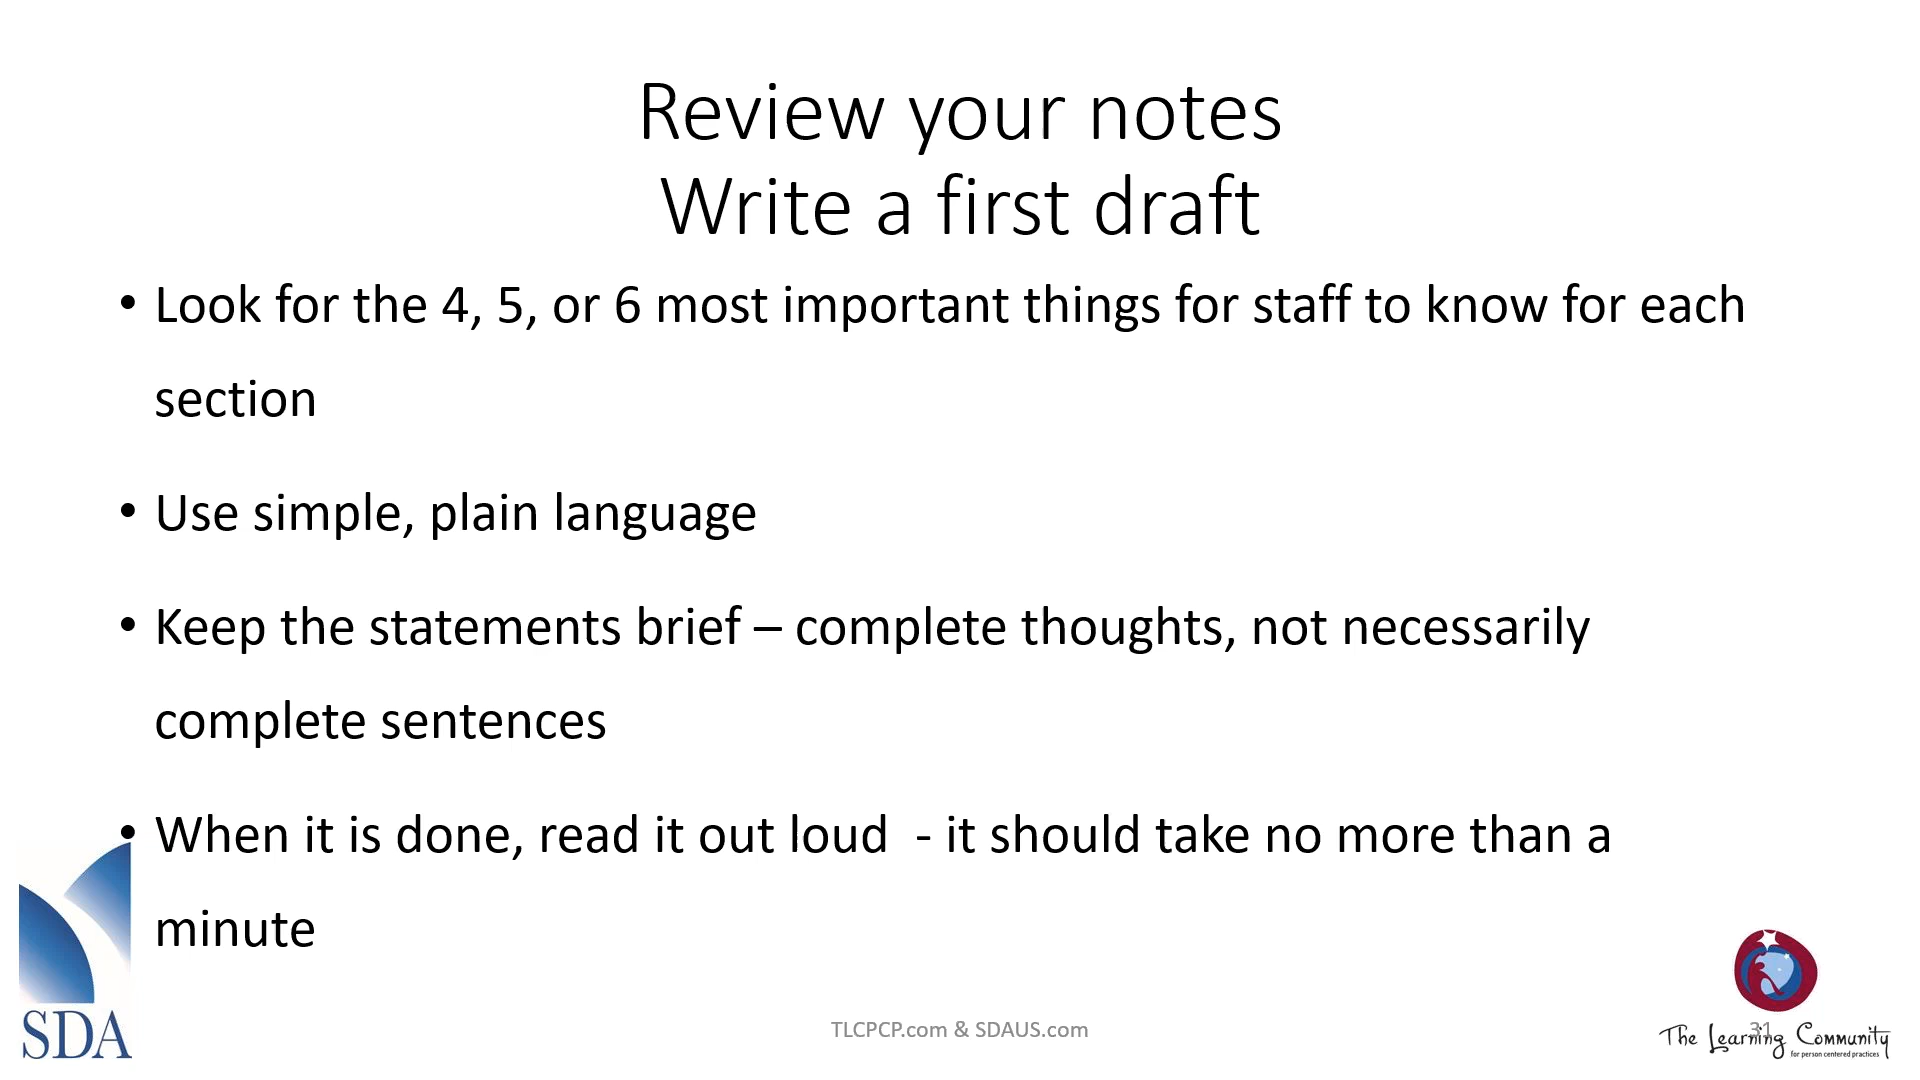 Review your notes
Write a first draft
• Look for the 4, 5, or 6 most important things for staff to know for each
section
• Use simple, plain language
• Keep the statements brief – complete thoughts, not necessarily
complete sentences
• When it is done, read it out loud  - it should take no more than a
minute
SDA
TLCPCP.com & SDAUS.com
31
The Learning Community
for person centered practices